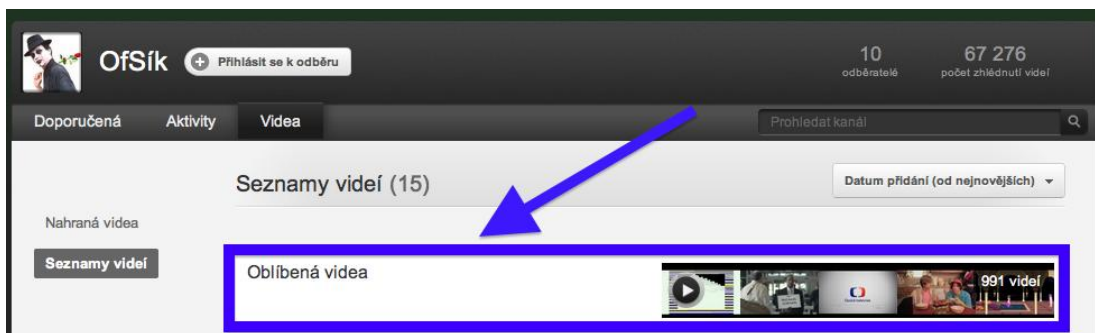 OfSík
Přihlásit se k odběru
10
odběratelé
67 276
počet zhlédnutí videí
Doporučená
Aktivity
Videa
Prohledat kanál
Seznamy videí (15)
Datum přidání (od nejnovějších)
Nahraná videa
Seznamy videí
Oblíbená videa
991 videí